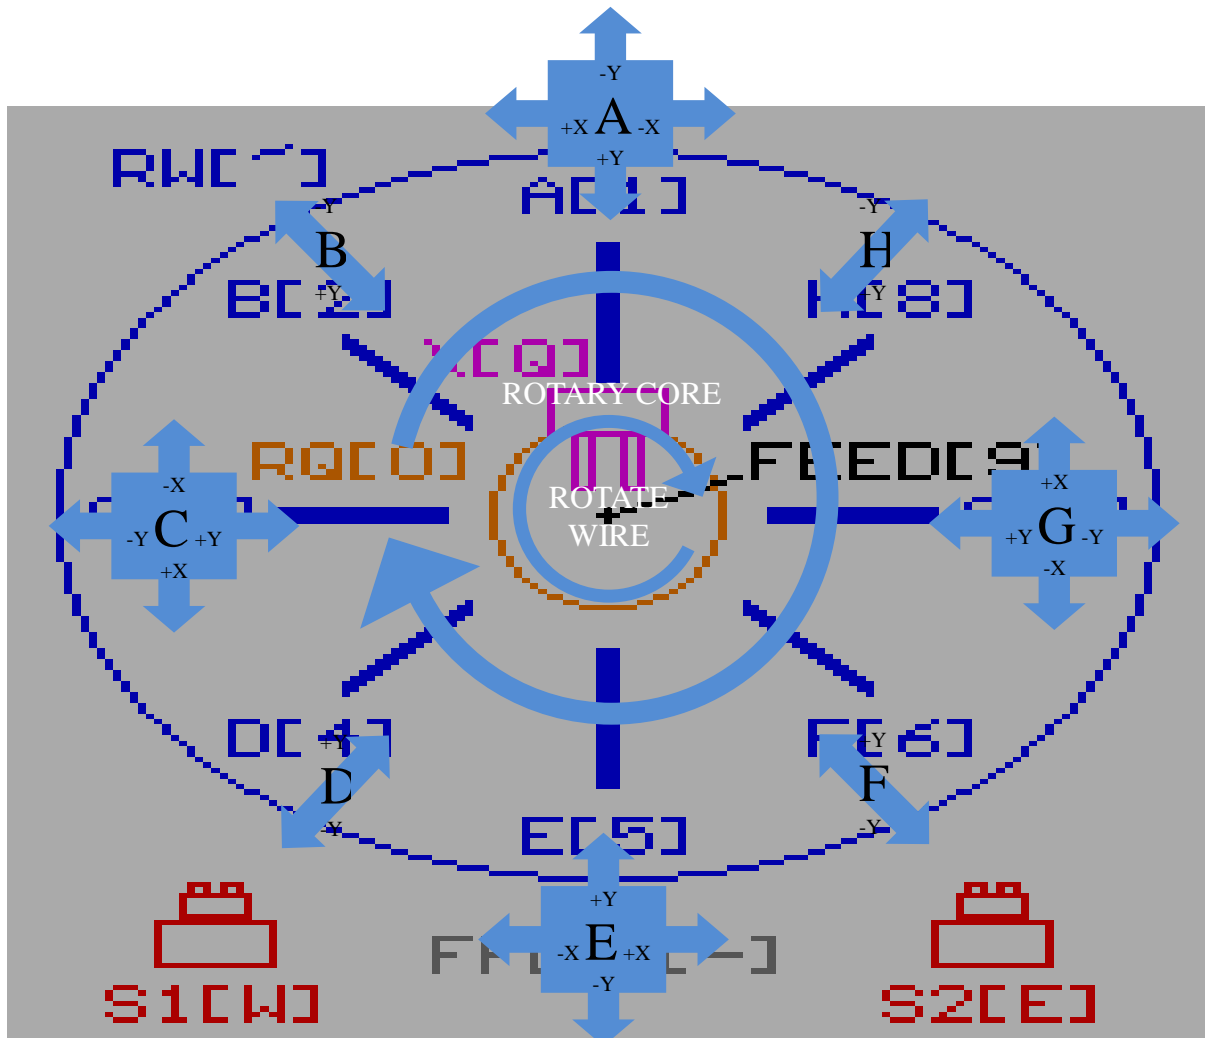 -Y
+X A -X
+Y
RW[
A[1]
-Y
B
+Y
B[2]
-Y
H
+Y
[8]
[Q]
ROTARY CORE
RQ[0]
FEED[9
-X
-Y C +Y
+X
ROTATE
WIRE
+X
+Y G -Y
-X
D[4]
+Y
D
-Y
F[6]
+Y
F
-Y
E[5]
+Y
-X E +X
-Y
S1[W]
S2[E]